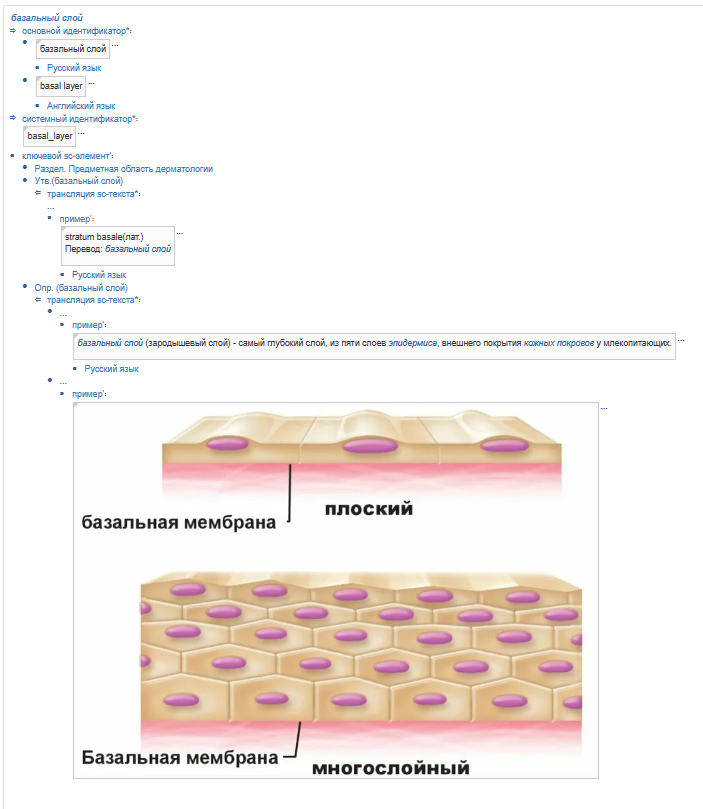 базальный слой
⇒ основной идентификатор*:
• базальный слой ...
▪ Русский язык
• basal layer ...
▪ Английский язык
⇒ системный идентификатор*:
basal_layer ...
• ключевой sc-элемент':
• Раздел. Предметная область дерматологии
• Утв.(базальный слой)
⇐ трансляция sc-текста*:
...
▪ пример':
stratum basale(лат.) ...
Перевод: базальный слой
▪ Русский язык
• Опр. (базальный слой)
⇐ трансляция sc-текста*:
• ...
▪ пример':
базальный слой (зародышевый слой) - самый глубокий слой, из пяти слоев эпидермиса, внешнего покрытия кожных покровов у млекопитающих. ...
▪ Русский язык
• ...
▪ пример':
...
плоский
базальная мембрана
Базальная мембрана
многослойный